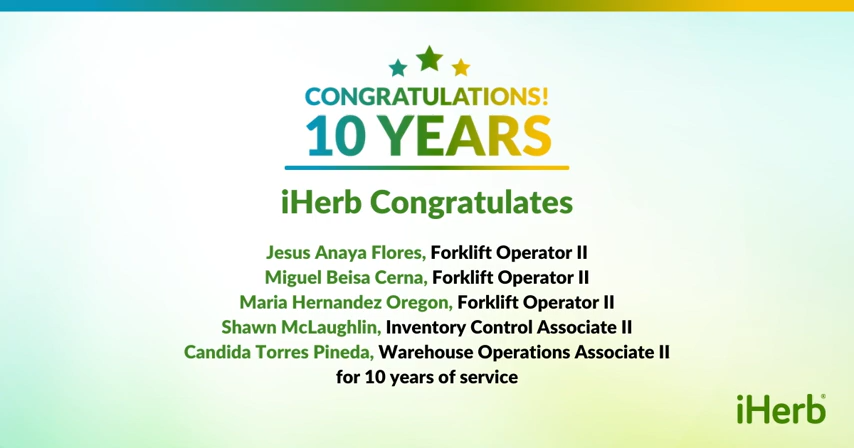 CONGRATULATIONS!
10 YEARS
iHerb Congratulates
Jesus Anaya Flores, Forklift Operator II
Miguel Beisa Cerna, Forklift Operator II
Maria Hernandez Oregon, Forklift Operator II
Shawn McLaughlin, Inventory Control Associate II
Candida Torres Pineda, Warehouse Operations Associate II
for 10 years of service
iHerb®